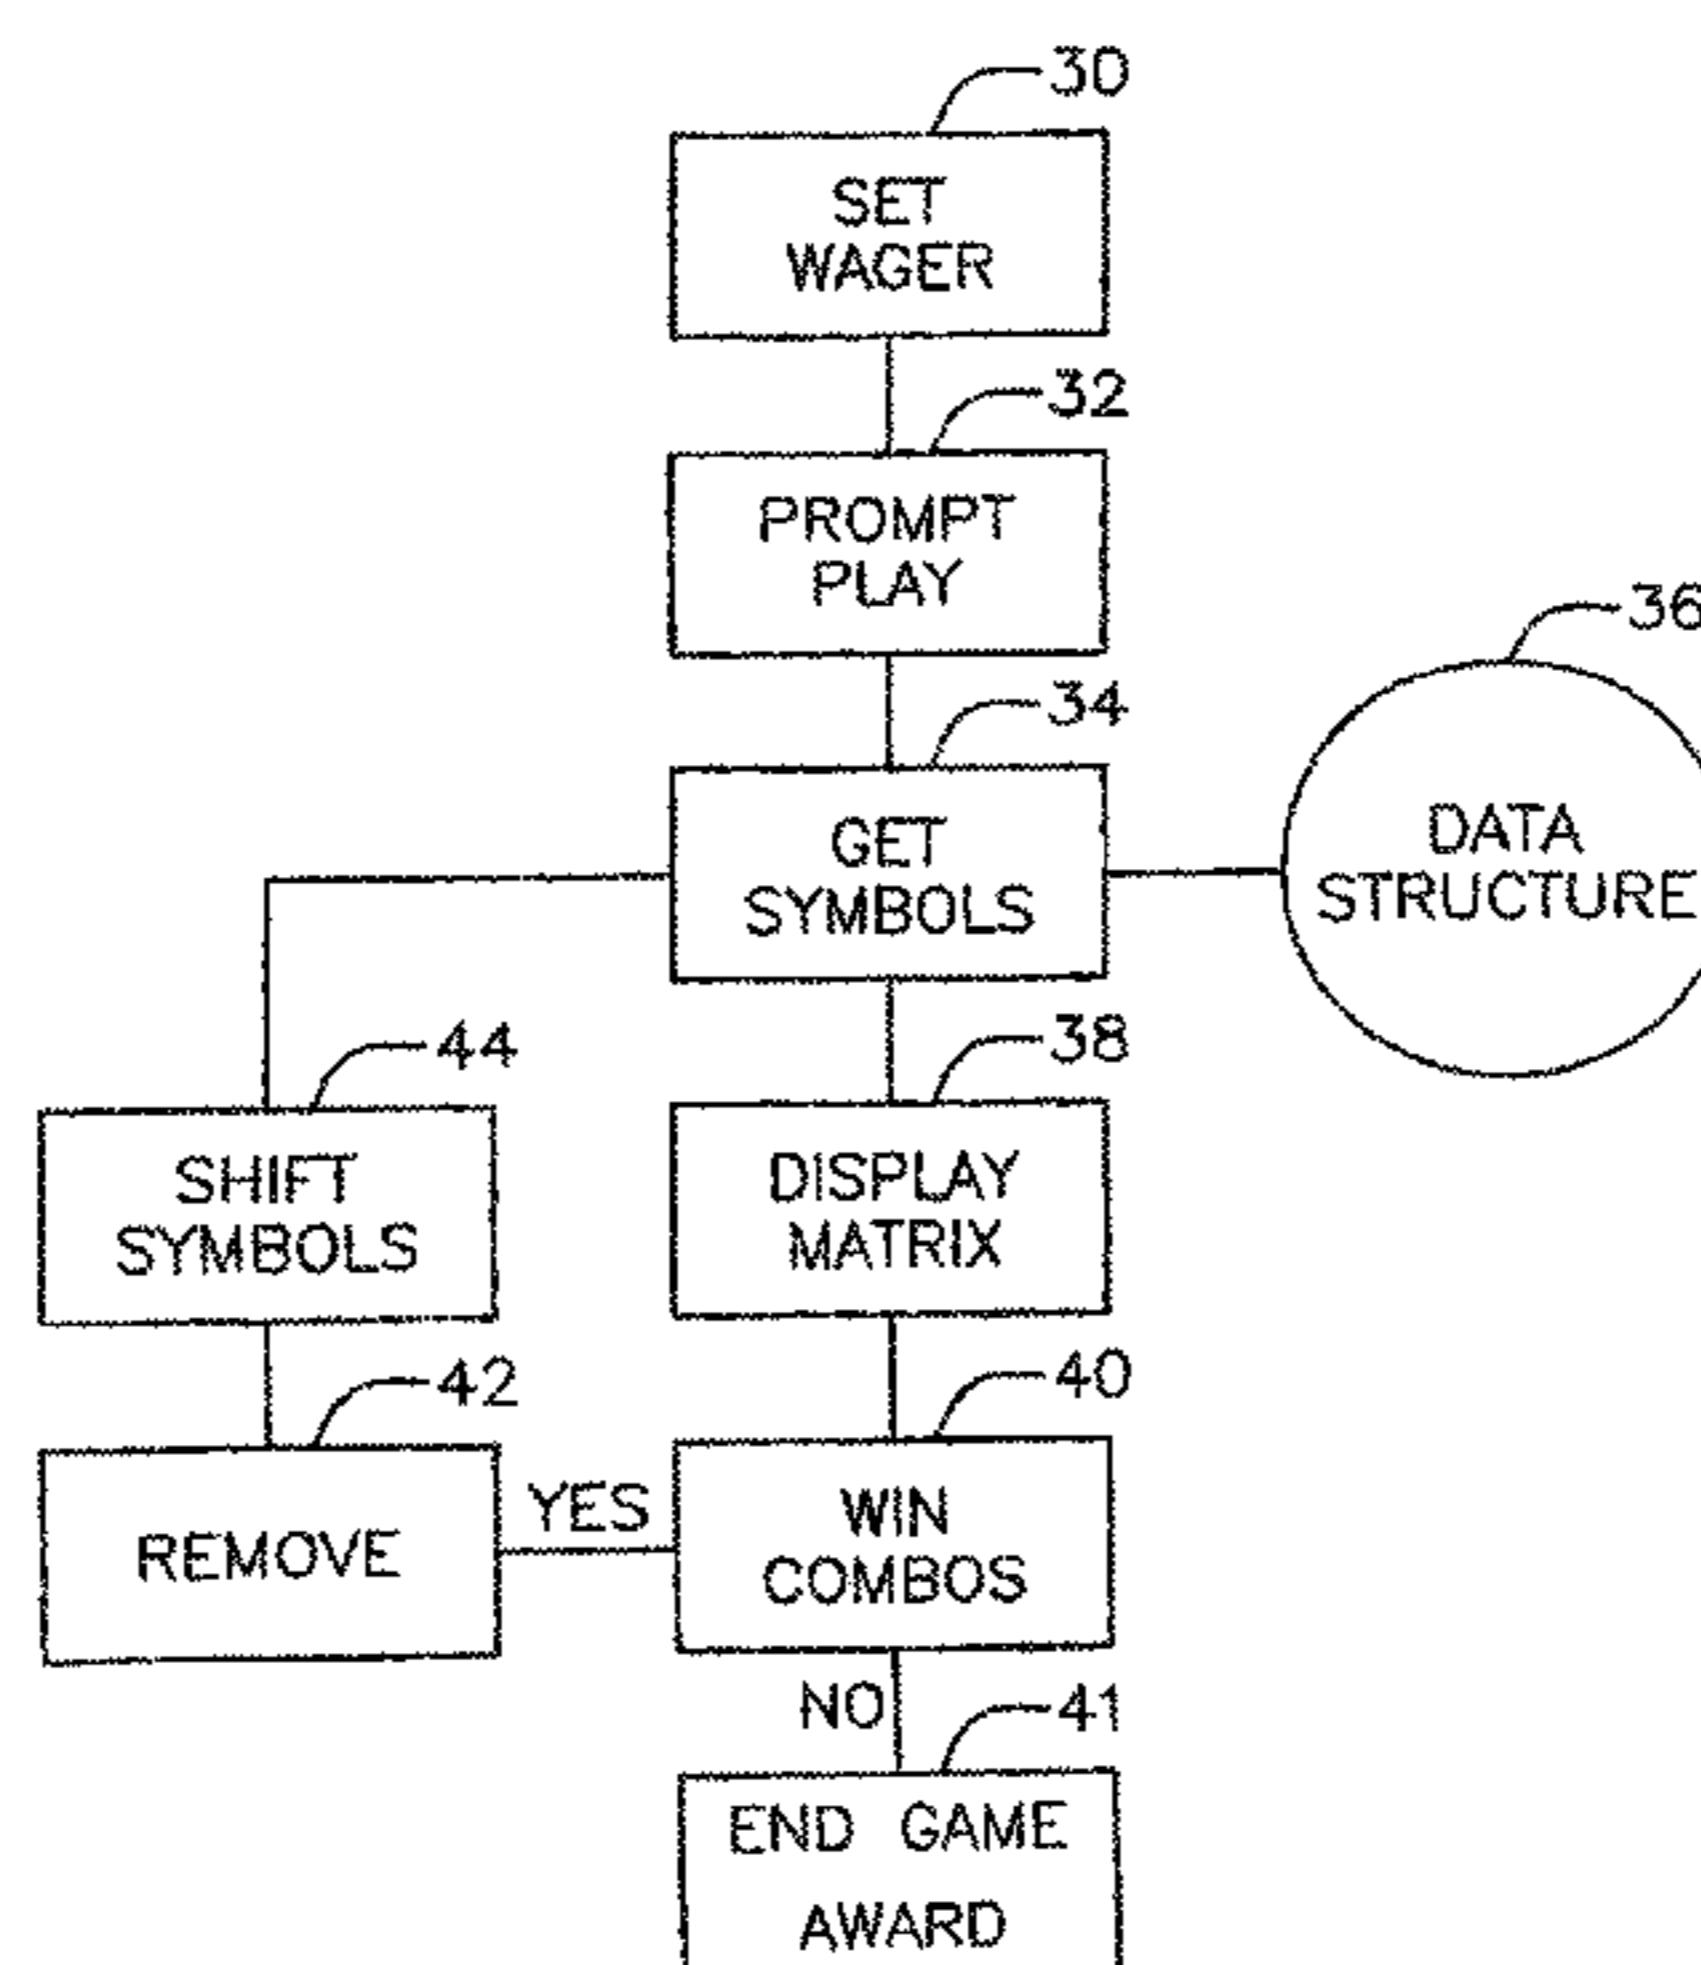 30
SET
WAGER
32
PROMPT
PLAY
36
34
GET
SYMBOLS
DATA
STRUCTURE
44
38
SHIFT
SYMBOLS
DISPLAY
MATRIX
42
40
REMOVE
YES
WIN
COMBOS
NO
41
END GAME
AWARD